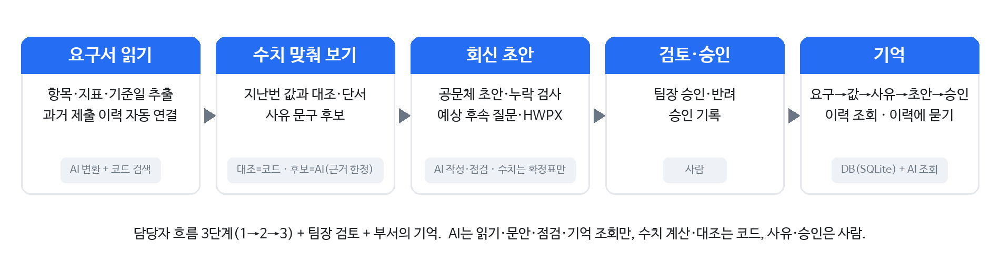 요구서 읽기
항목·지표·기준일 추출
과거 제출 이력 자동 연결
AI 변환 + 코드 검색
수치 맞춰 보기
지난번 값과 대조·단서
사유 문구 후보
대조=코드 · 후보=AI(근거 한정)
회신 초안
공문체 초안·누락 검사
예상 후속 질문·HWPX
AI 작성·점검 · 수치는 확정표만
검토·승인
팀장 승인·반려
승인 기록
사람
기억
요구→값→사유→초안→승인
이력 조회 · 이력에 묻기
DB(SQLite) + AI 조회
담당자 흐름 3단계(1→2→3) + 팀장 검토 + 부서의 기억. AI는 읽기·문안·점검·기억 조회만, 수치 계산·대조는 코드, 사유·승인은 사람.